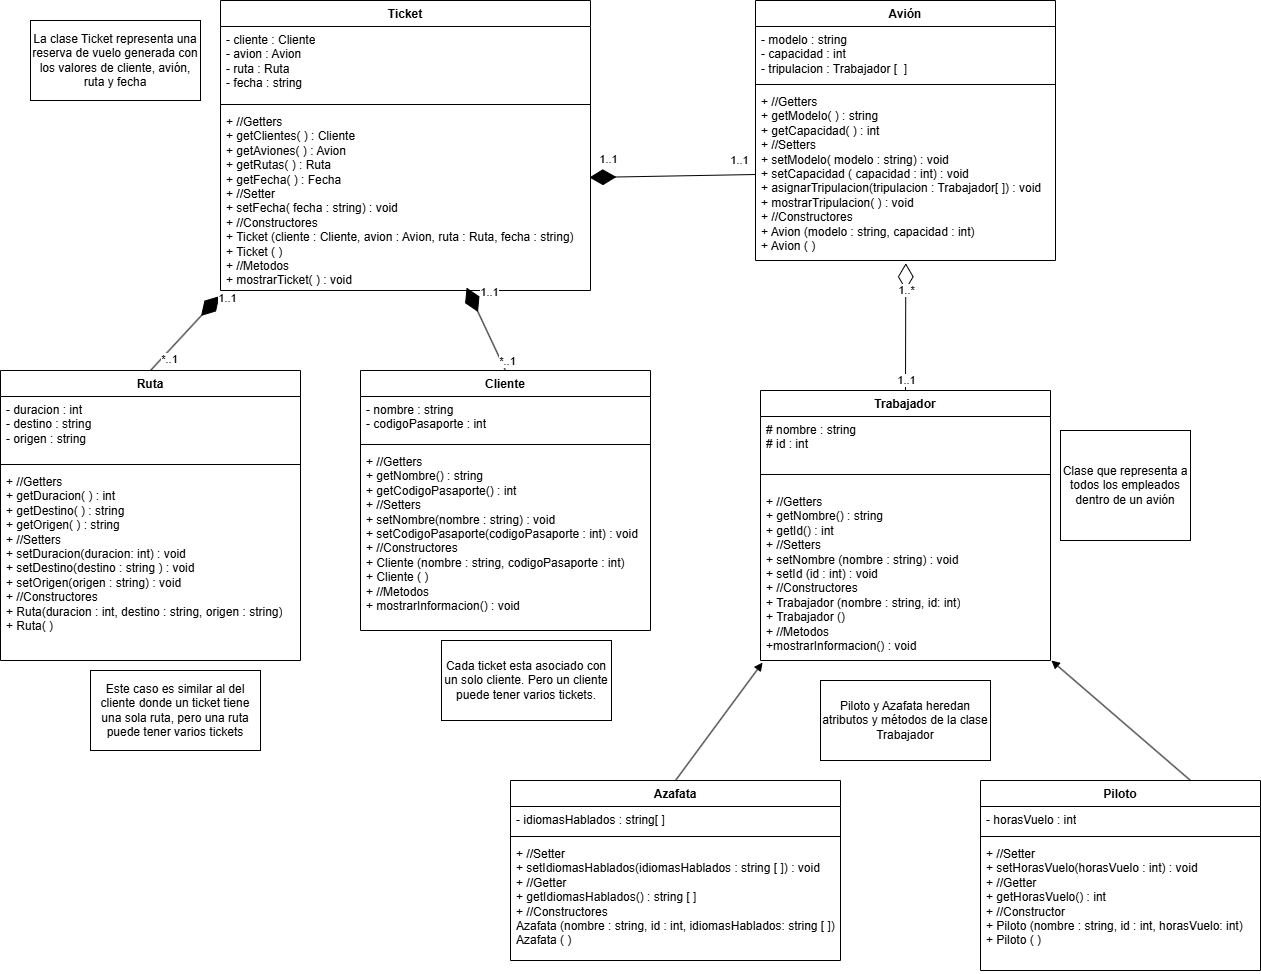 La clase Ticket representa una
reserva de vuelo generada con
los valores de cliente, avión,
ruta y fecha
Ticket
- cliente : Cliente
- avion : Avion
- ruta : Ruta
- fecha : string
+ //Getters
+ getClientes( ) : Cliente
+ getAviones( ) : Avion
+ getRutas( ) : Ruta
+ getFecha( ) : Fecha
+ //Setter
+ setFecha( fecha : string) : void
+ //Constructores
+ Ticket (cliente : Cliente, avion : Avion, ruta : Ruta, fecha : string)
+ Ticket ( )
+ //Metodos
+ mostrarTicket( ) : void
1..1
1..1
Avión
- modelo : string
- capacidad : int
- tripulacion : Trabajador [  ]
+ //Getters
+ getModelo( ) : string
+ getCapacidad( ) : int
+ //Setters
+ setModelo( modelo : string) : void
+ setCapacidad ( capacidad : int) : void
+ asignarTripulacion(tripulacion : Trabajador[ ]) : void
+ mostrarTripulacion( ) : void
+ //Constructores
+ Avion (modelo : string, capacidad : int)
+ Avion ( )
1..1
*..1
1..1
*..1
1..*
1..1
Ruta
- duracion : int
- destino : string
- origen : string
+ //Getters
+ getDuracion( ) : int
+ getDestino( ) : string
+ getOrigen( ) : string
+ //Setters
+ setDuracion(duracion: int) : void
+ setDestino(destino : string ) : void
+ setOrigen(origen : string) : void
+ //Constructores
+ Ruta(duracion : int, destino : string, origen : string)
+ Ruta( )
Este caso es similar al del
cliente donde un ticket tiene
una sola ruta, pero una ruta
puede tener varios tickets
Cliente
- nombre : string
- codigoPasaporte : int
+ //Getters
+ getNombre() : string
+ getCodigoPasaporte() : int
+ //Setters
+ setNombre(nombre : string) : void
+ setCodigoPasaporte(codigoPasaporte : int) : void
+ //Constructores
+ Cliente (nombre : string, codigoPasaporte : int)
+ Cliente ( )
+ //Metodos
+ mostrarInformacion() : void
Cada ticket esta asociado con
un solo cliente. Pero un cliente
puede tener varios tickets.
Trabajador
# nombre : string
# id : int
+ //Getters
+ getNombre() : string
+ getId() : int
+ //Setters
+ setNombre (nombre : string) : void
+ setId (id : int) : void
+ //Constructores
+ Trabajador (nombre : string, id: int)
+ Trabajador ()
+ //Metodos
+mostrarInformacion() : void
Clase que representa a
todos los empleados
dentro de un avión
Piloto y Azafata heredan
atributos y métodos de la clase
Trabajador
Azafata
- idiomasHablados : string[ ]
+ //Setter
+ setIdiomasHablados(idiomasHablados : string [ ]) : void
+ //Getter
+ getIdiomasHablados() : string [ ]
+ //Constructores
Azafata (nombre : string, id : int, idiomasHablados: string [ ])
Azafata ( )
Piloto
- horasVuelo : int
+ //Setter
+ setHorasVuelo(horasVuelo : int) : void
+ //Getter
+ getHorasVuelo() : int
+ //Constructor
+ Piloto (nombre : string, id : int, horasVuelo: int)
+ Piloto ( )